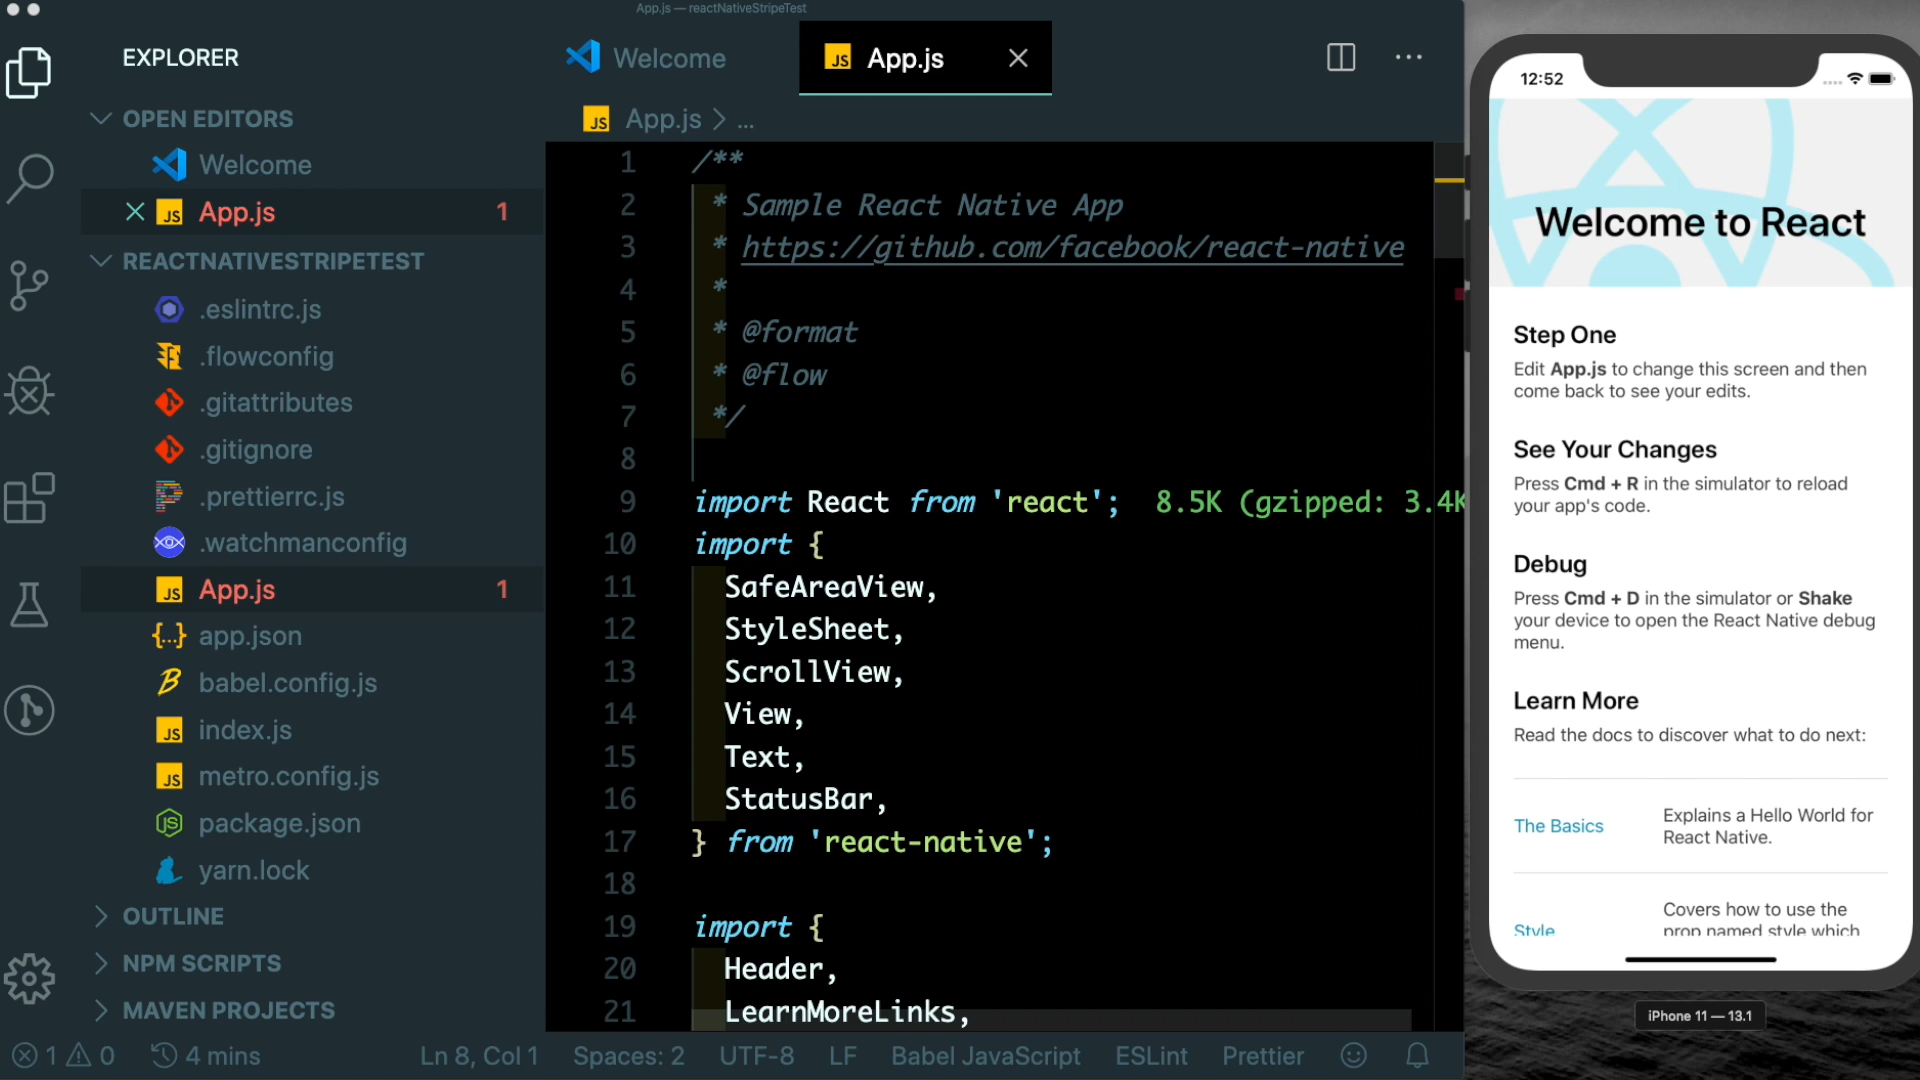 App.js — reactNativeStripeTest
EXPLORER
OPEN EDITORS
Welcome
App.js 1
REACTNATIVESTRIPETEST
.eslintrc.js
.flowconfig
.gitattributes
.gitignore
.prettierrc.js
.watchmanconfig
App.js 1
app.json
babel.config.js
index.js
metro.config.js
package.json
yarn.lock
OUTLINE
NPM SCRIPTS
MAVEN PROJECTS
Welcome
JS App.js
JS App.js > ...
1 /**
2 * Sample React Native App
3 * https://github.com/facebook/react-native
4 *
5 * @format
6 * @flow
7 */
8
9 import React from 'react'; 8.5K (gzipped: 3.4K
10 import {
11 SafeAreaView,
12 StyleSheet,
13 ScrollView,
14 View,
15 Text,
16 StatusBar,
17 } from 'react-native';
18
19 import {
20 Header,
21 LearnMoreLinks,
1 0 4 mins Ln 8, Col 1 Spaces: 2 UTF-8 LF Babel JavaScript ESLint Prettier
12:52
Welcome to React
Step One
Edit App.js to change this screen and then
come back to see your edits.
See Your Changes
Press Cmd + R in the simulator to reload
your app's code.
Debug
Press Cmd + D in the simulator or Shake
your device to open the React Native debug
menu.
Learn More
Read the docs to discover what to do next:
The Basics
Explains a Hello World for
React Native.
Style
Covers how to use the
prop named style which
iPhone 11 — 13.1